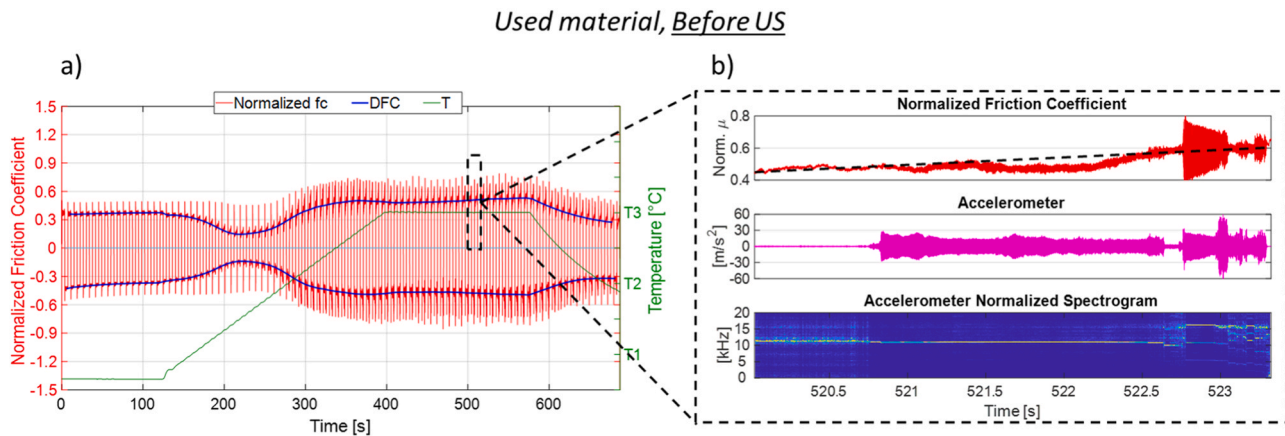 Used material, Before US
a)
Normalized fc
DFC
T
Normalized Friction Coefficient
1.5
1.2
0.9
0.6
0.3
0
-0.3
-0.6
-0.9
-1.2
-1.5
T3
T2
T1
Temperature [°C]
0
100
200
300
400
500
600
Time [s]
b)
Normalized Friction Coefficient
Norm. μ
0.8
0.6
0.4
Accelerometer
[m/s²]
60
30
0
-30
-60
Accelerometer Normalized Spectrogram
[kHz]
20
15
10
5
0
520.5
521
521.5
522
522.5
523
Time [s]